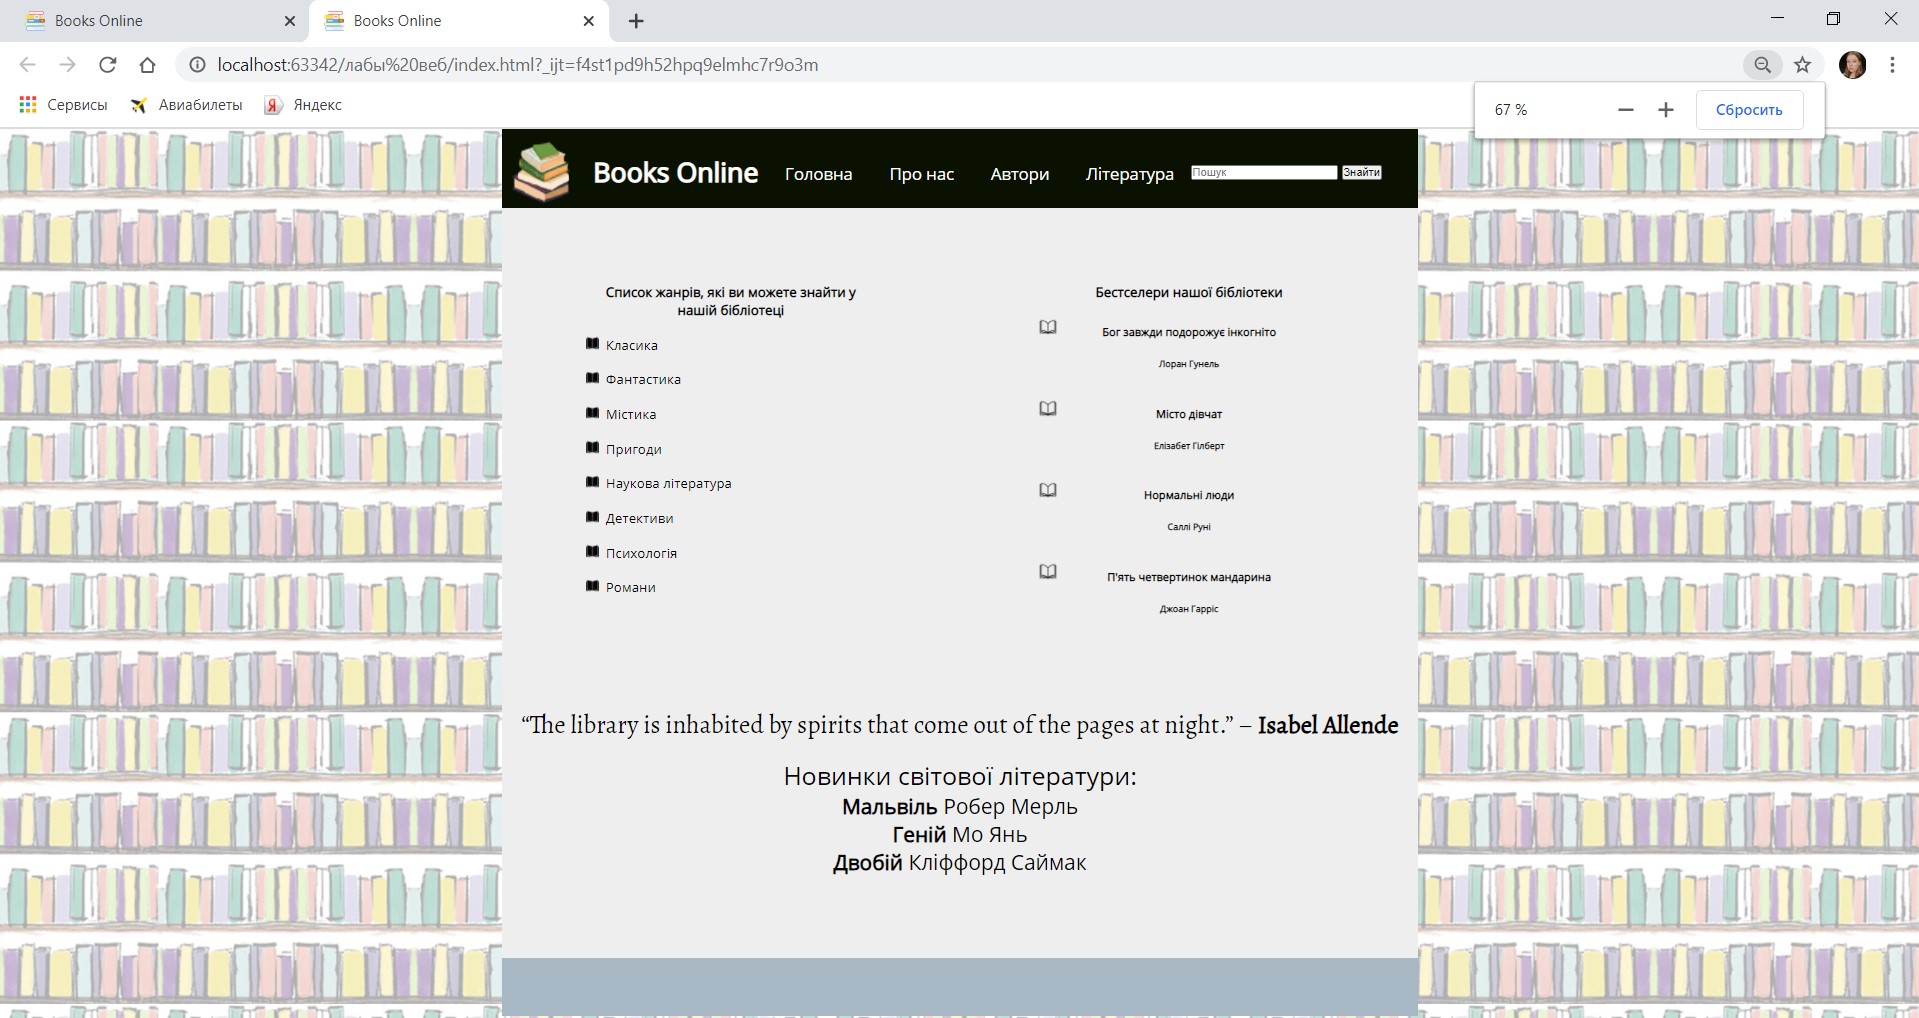 Books Online
Books Online
localhost:63342/лабы%20веб/index.html?_ijt=f4st1pd9h52hpq9elmhc7r9o3m
Сервисы
Авиабилеты
Я
Яндекс
67 %
Сбросить
Books Online
Головна
Про нас
Автори
Література
Пошук
Знайти
Список жанрів, які ви можете знайти у
нашій бібліотеці
Класика
Фантастика
Містика
Пригоди
Наукова література
Детективи
Психологія
Романи
Бестселери нашої бібліотеки
Бог завжди подорожує інкогніто
Лоран Гунель
Місто дівчат
Елізабет Гілберт
Нормальні люди
Саллі Руні
П'ять четвертинок мандарина
Джоан Гарріс
“The library is inhabited by spirits that come out of the pages at night.” – Isabel Allende
Новинки світової літератури:
Мальвіль Робер Мерль
Геній Мо Янь
Двобій Кліффорд Саймак